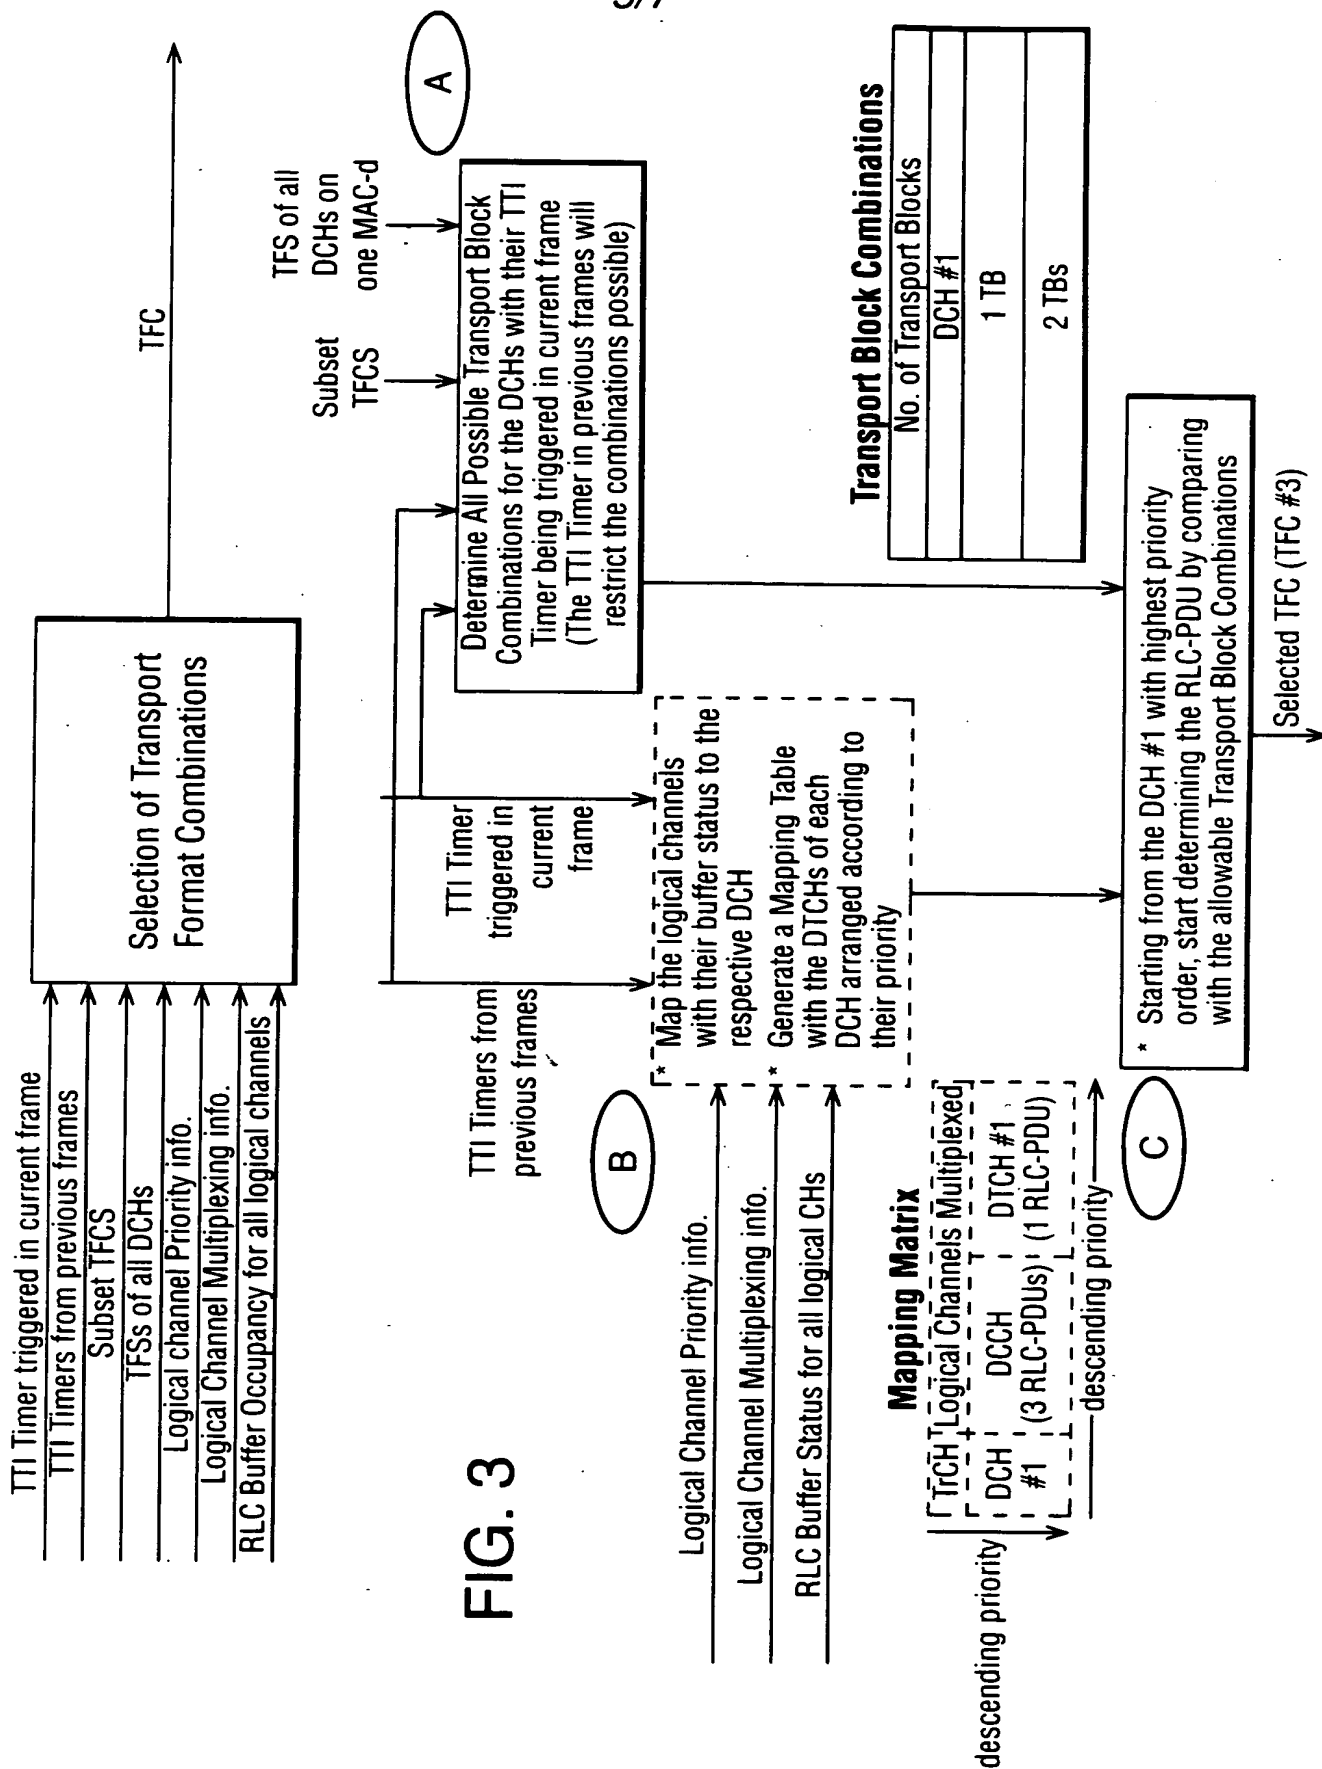 TTI Timer triggered in current frame
TTI Timers from previous frames
Subset TFCS
TFSs of all DCHs
Logical channel Priority info.
Logical Channel Multiplexing info.
RLC Buffer Occupancy for all logical channels
Selection of Transport
Format Combinations
TFC
FIG. 3
TTI Timers from
previous frames
TTI Timer
triggered in
current
frame
Subset
TFCS
TFS of all
DCHs on
one MAC-d
A
Determine All Possible Transport Block
Combinations for the DCHs with their TTI
Timer being triggered in current frame
(The TTI Timer in previous frames will
restrict the combinations possible)
B
Logical Channel Priority info.
Logical Channel Multiplexing info.
RLC Buffer Status for all logical CHs
* Map the logical channels
with their buffer status to the
respective DCH
* Generate a Mapping Table
with the DTCHs of each
DCH arranged according to
their priority
Mapping Matrix
TrCH Logical Channels Multiplexed
DCH #1
DCCH (3 RLC-PDUs)
DTCH #1 (1 RLC-PDU)
descending priority
descending priority
Transport Block Combinations
No. of Transport Blocks
DCH #1
1 TB
2 TBs
C
* Starting from the DCH #1 with highest priority
order, start determining the RLC-PDU by comparing
with the allowable Transport Block Combinations
Selected TFC (TFC #3)